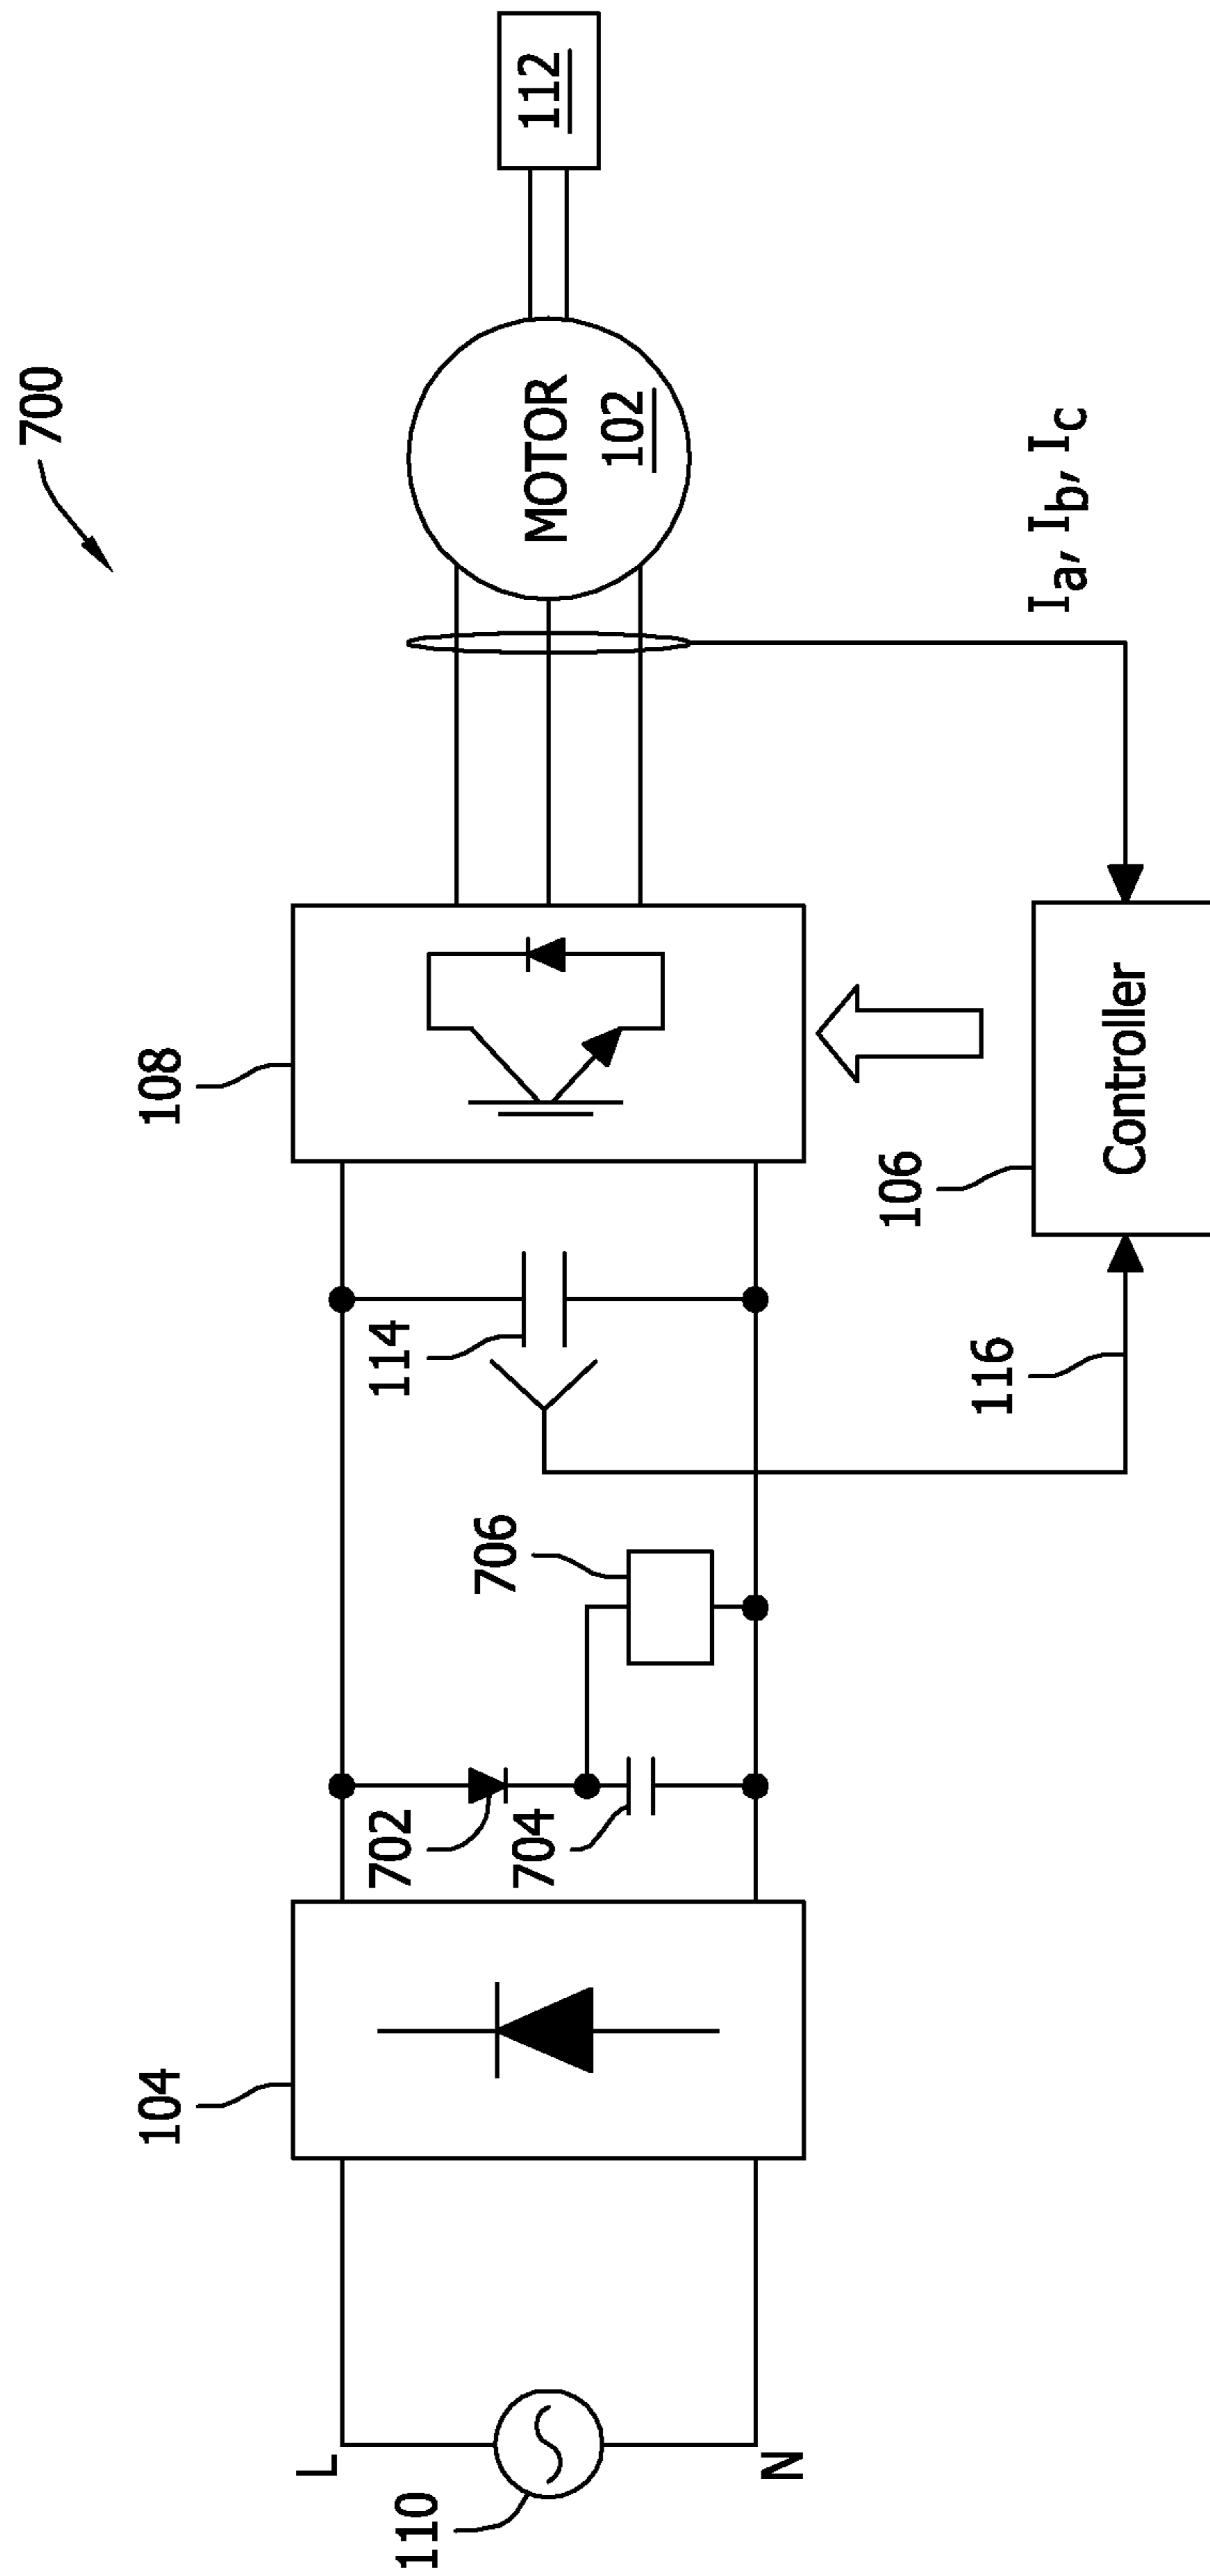 700
108
114
706
702
704
104
L
110
N
MOTOR
102
112
116
106
Controller
Ia, Ib, Ic